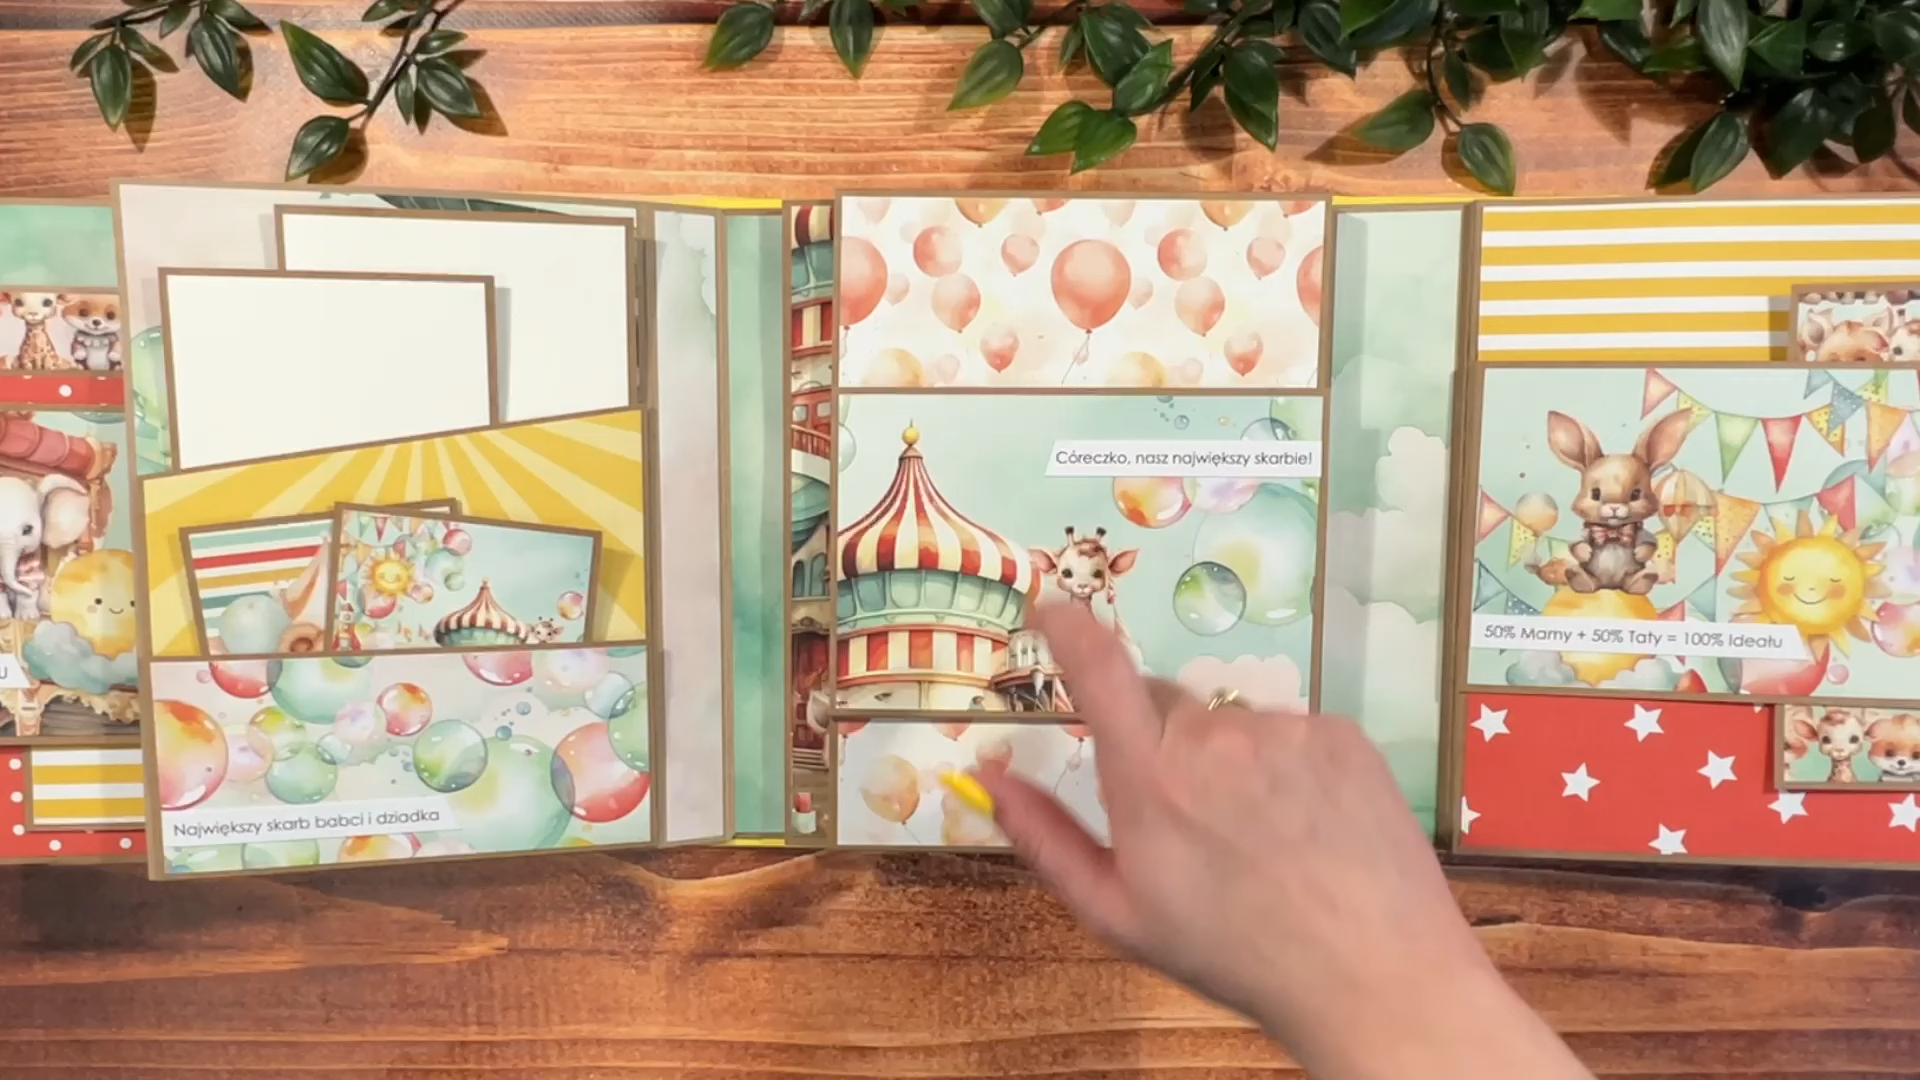 Córeczko, nasz największy skarbie!
50% Mamy + 50% Taty = 100% Ideału
U
Największy skarb babci i dziadka